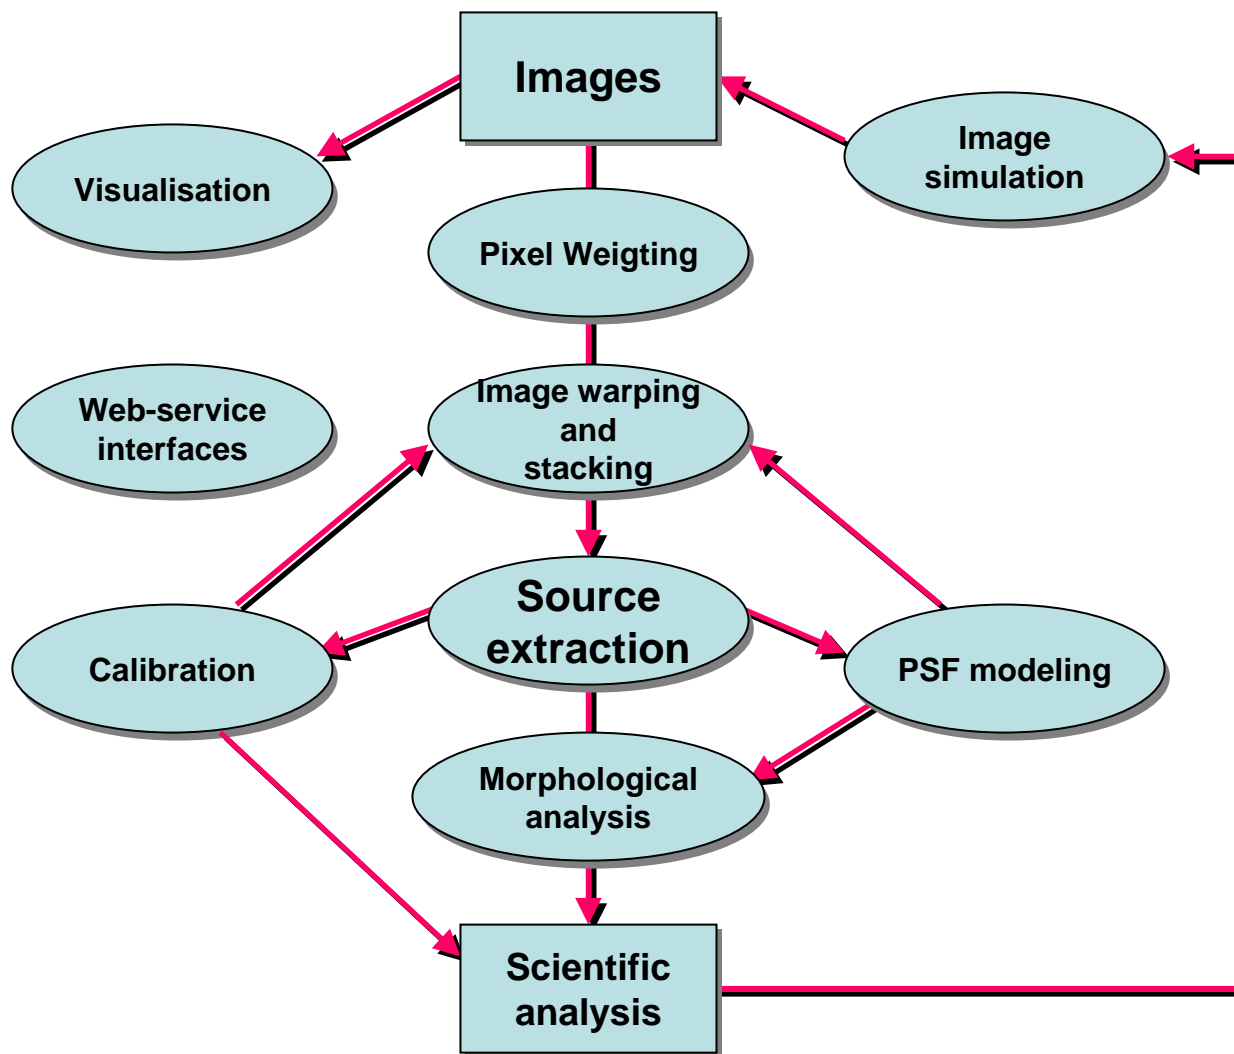 Images
Image
simulation
Visualisation
Pixel Weigting
Web-service
interfaces
Image warping
and
stacking
Source
extraction
Calibration
PSF modeling
Morphological
analysis
Scientific
analysis